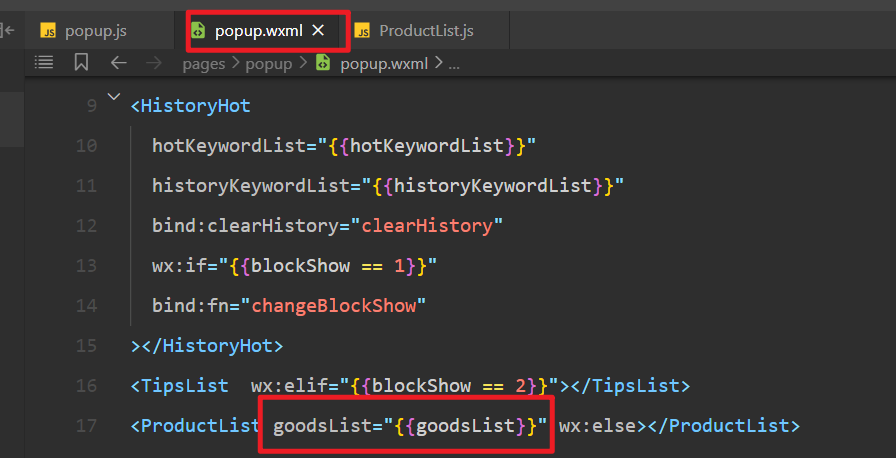 JS popup.js popup.wxml × JS ProductList.js
pages > popup > popup.wxml > ...
9 <HistoryHot
10 hotKeywordList="{{hotKeywordList}}"
11 historyKeywordList="{{historyKeywordList}}"
12 bind:clearHistory="clearHistory"
13 wx:if="{{blockShow == 1}}"
14 bind:fn="changeBlockShow"
15 ></HistoryHot>
16 <TipsList  wx:elif="{{blockShow == 2}}"></TipsList>
17 <ProductList goodsList="{{goodsList}}" wx:else></ProductList>